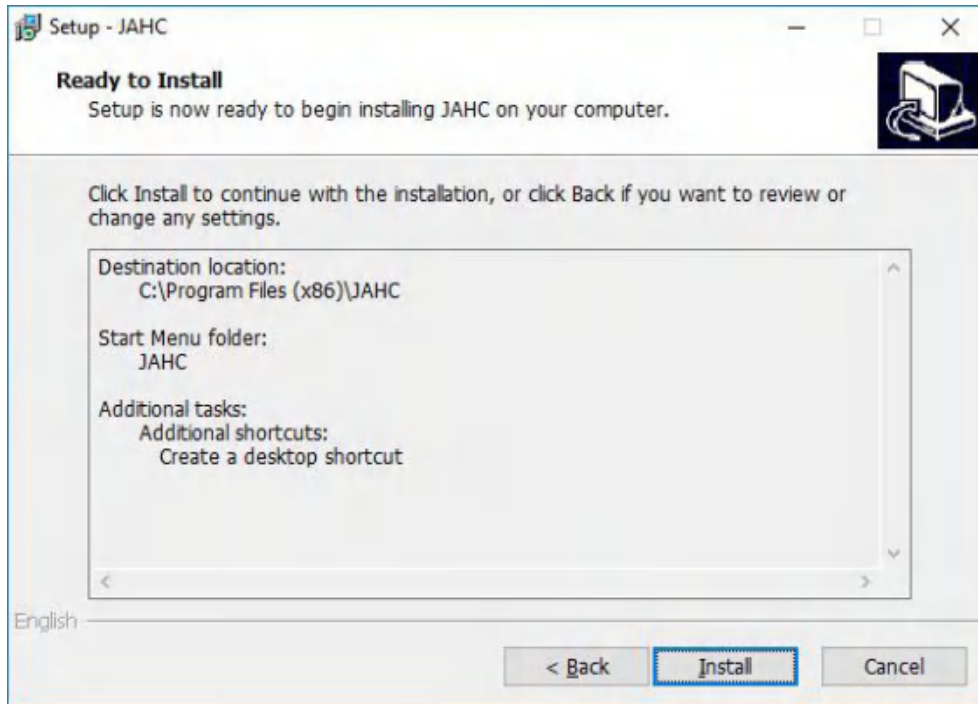 Setup - JAHC
Ready to Install
Setup is now ready to begin installing JAHC on your computer.
Click Install to continue with the installation, or click Back if you want to review or
change any settings.
Destination location:
C:\Program Files (x86)\JAHC
Start Menu folder:
JAHC
Additional tasks:
Additional shortcuts:
Create a desktop shortcut
English
< Back
Install
Cancel